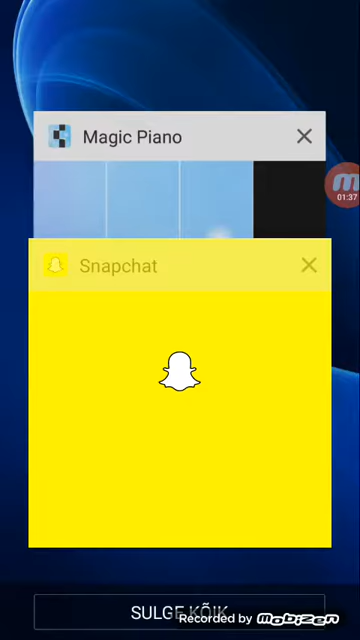 Magic Piano
01:37
Snapchat
SULGE KÕIK
Recorded by MOBIZEN